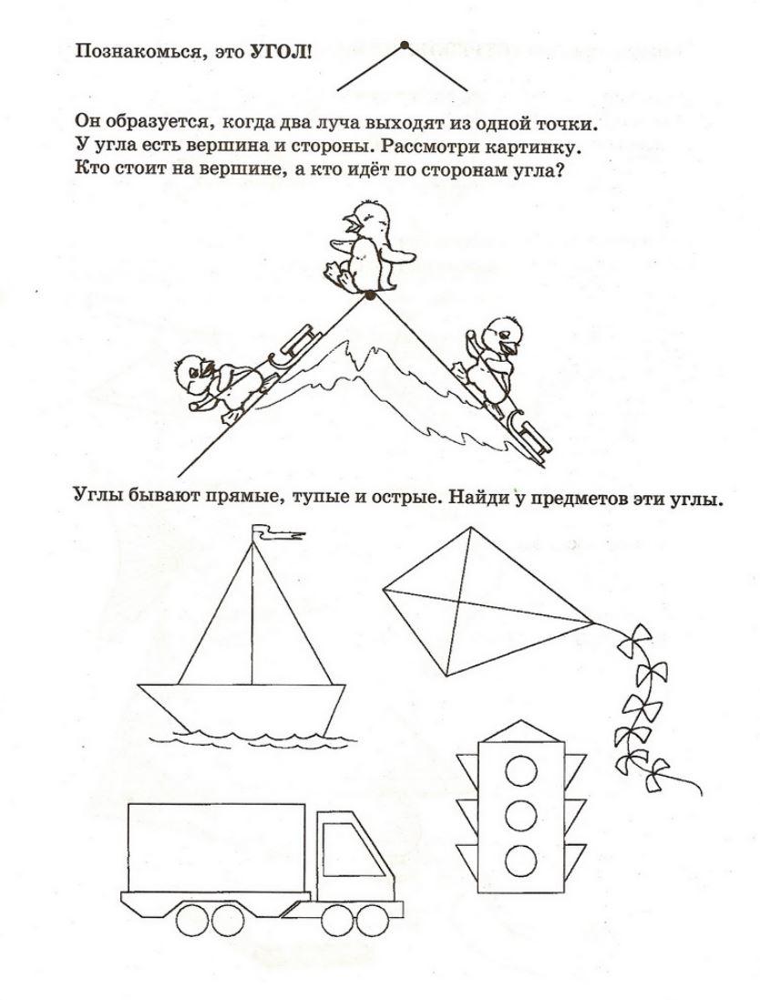 Познакомься, это УГОЛ!
Он образуется, когда два луча выходят из одной точки.
У угла есть вершина и стороны. Рассмотри картинку.
Кто стоит на вершине, а кто идёт по сторонам угла?
Углы бывают прямые, тупые и острые. Найди у предметов эти углы.